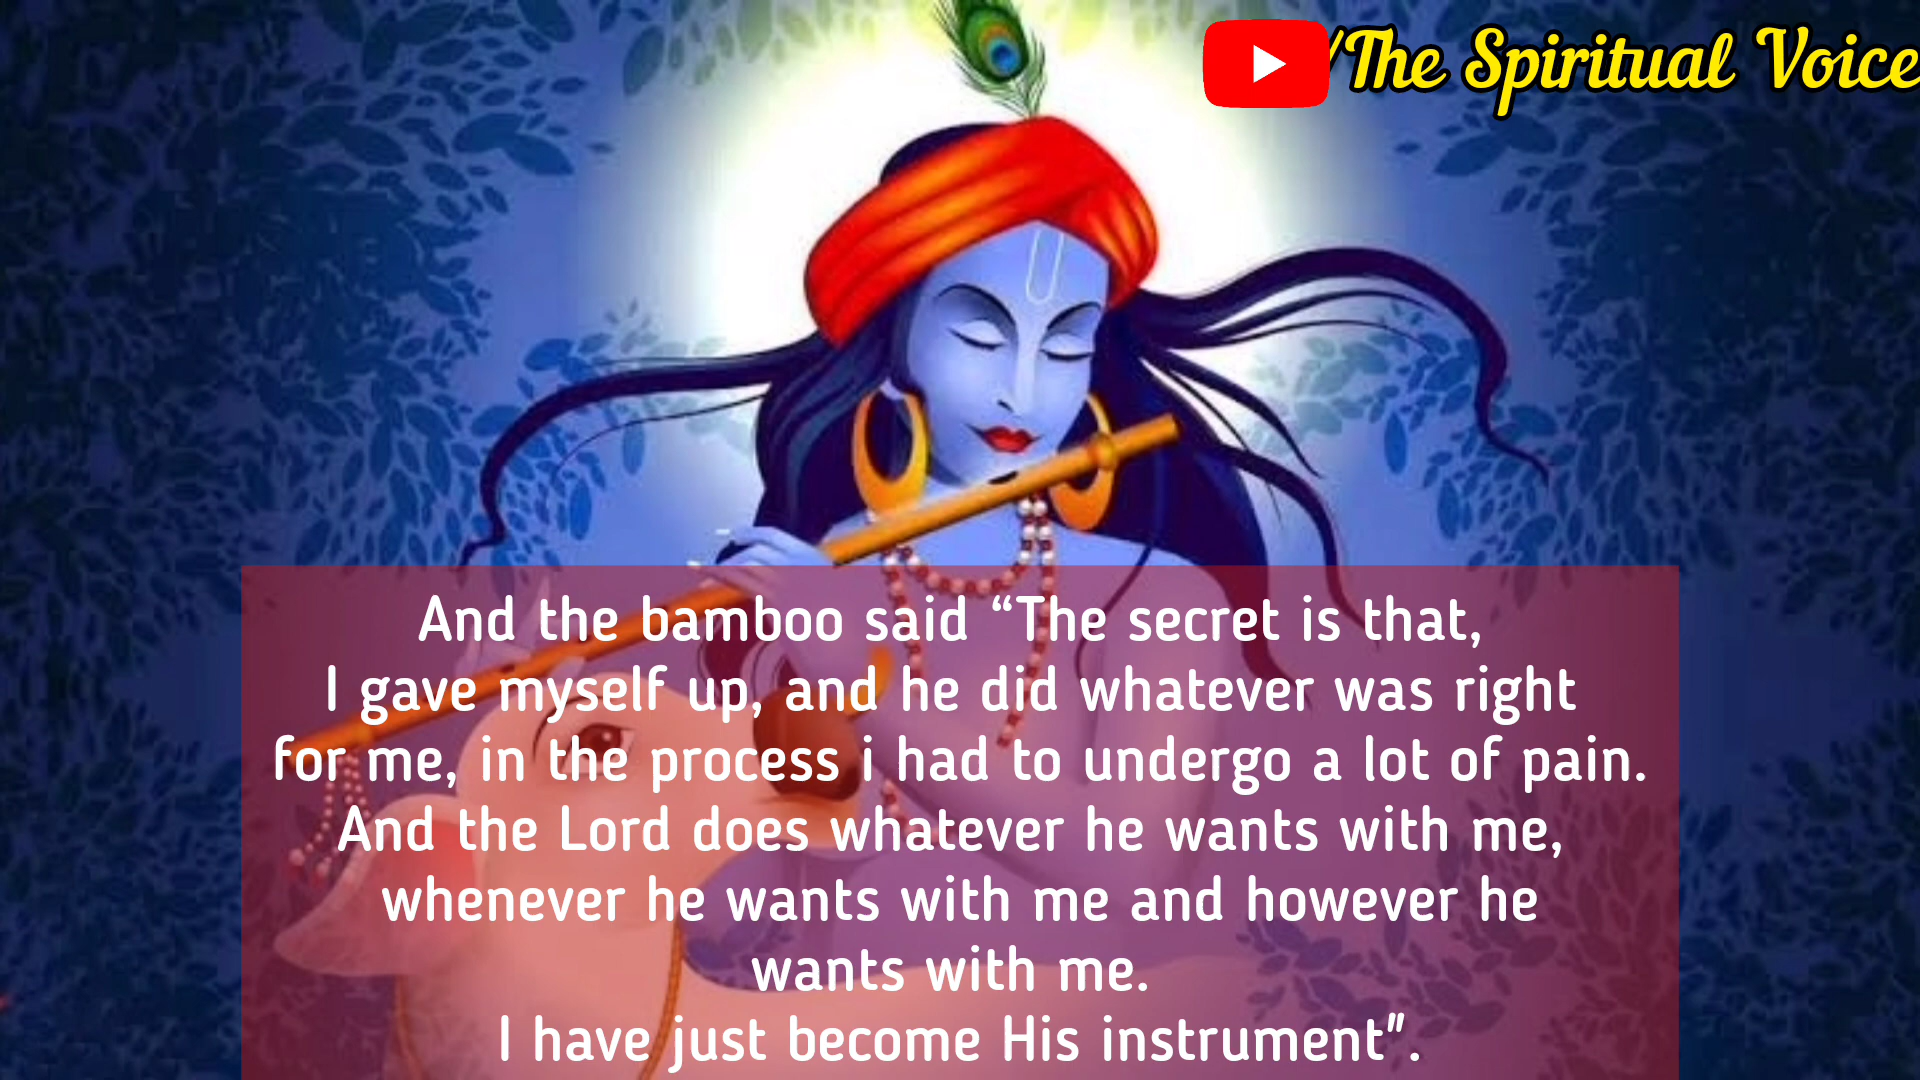 /The Spiritual Voice
And the bamboo said “The secret is that,
I gave myself up, and he did whatever was right
for me, in the process i had to undergo a lot of pain.
And the Lord does whatever he wants with me,
whenever he wants with me and however he
wants with me.
I have just become His instrument".